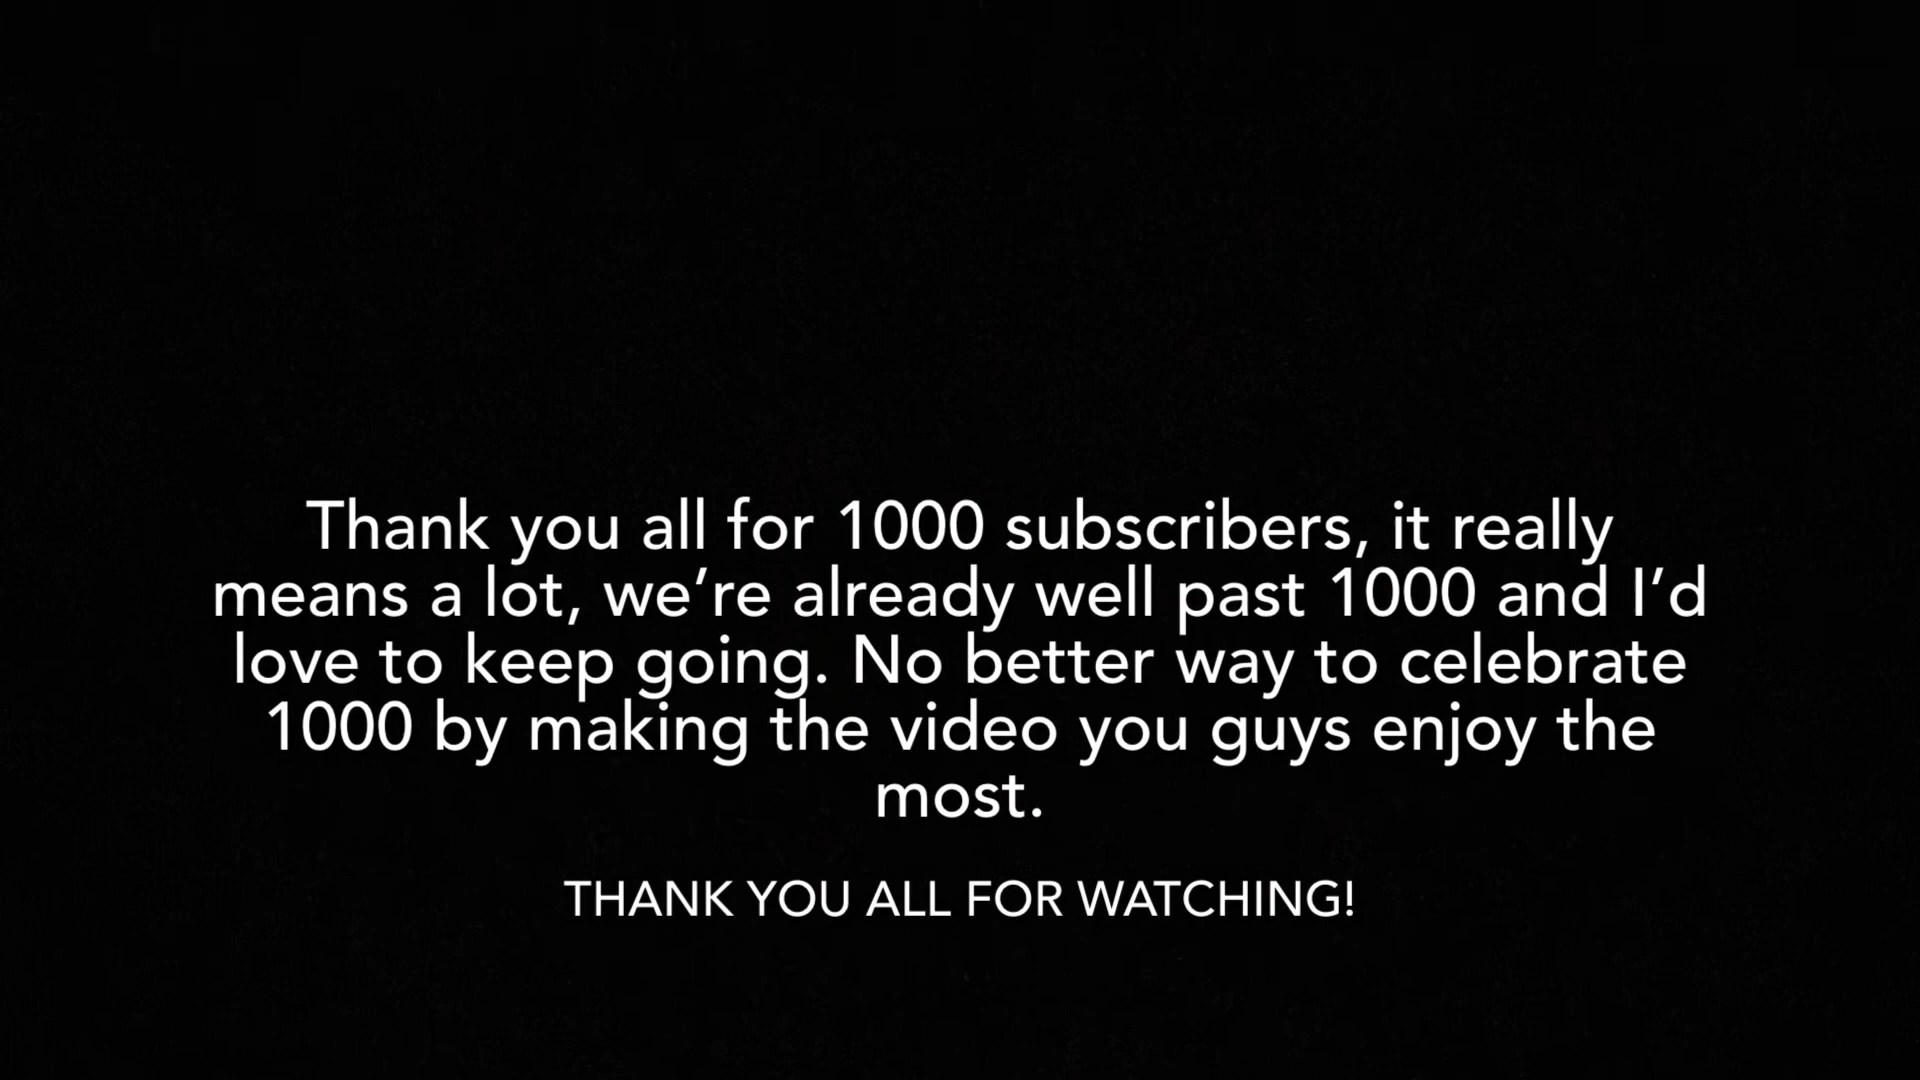 Thank you all for 1000 subscribers, it really
means a lot, we’re already well past 1000 and I’d
love to keep going. No better way to celebrate
1000 by making the video you guys enjoy the
most.
THANK YOU ALL FOR WATCHING!